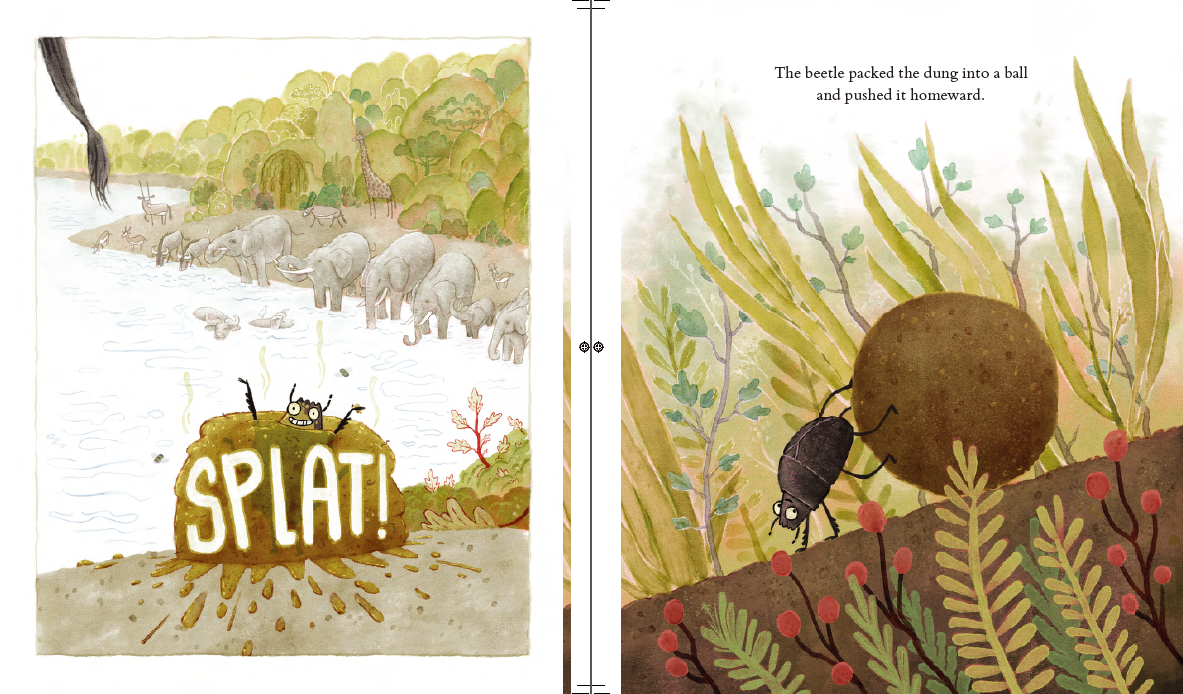 SPLAT!
The beetle packed the dung into a ball
and pushed it homeward.